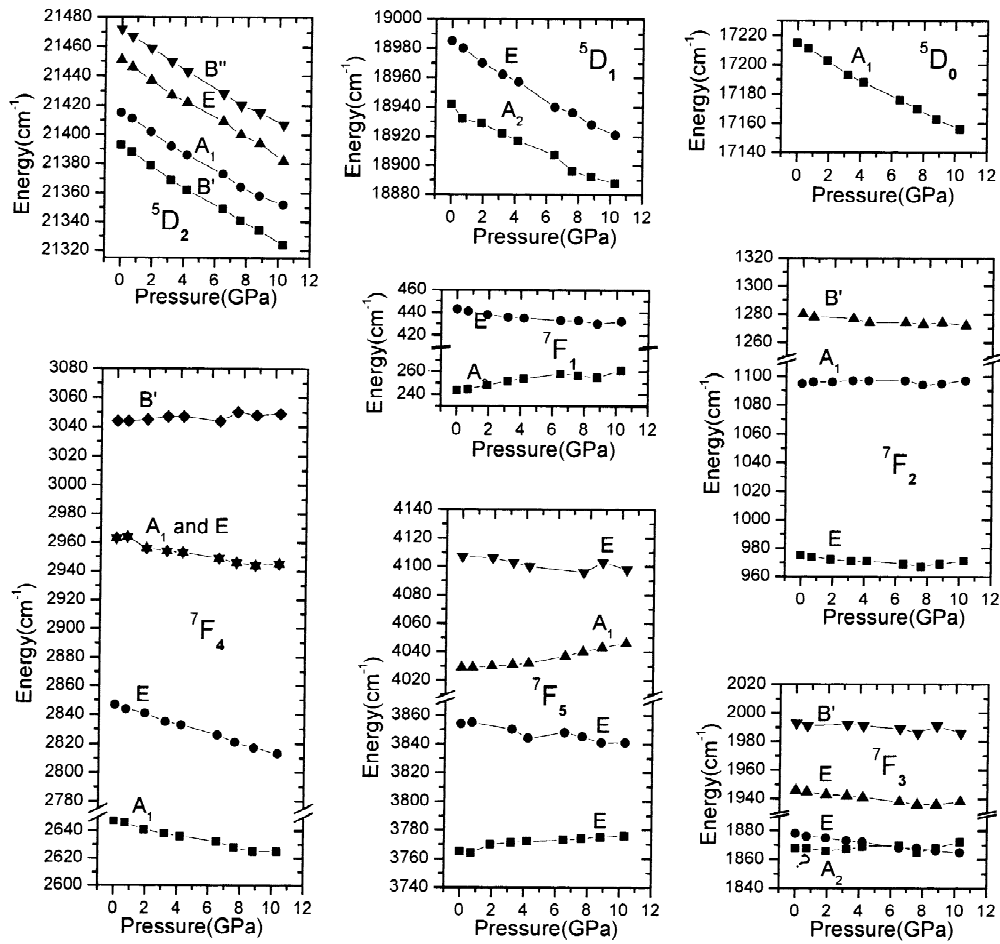 21480
21460
21440
21420
21400
21380
21360
21340
21320
Energy(cm⁻¹)
B''
E
A₁
B'
⁵D₂
0 2 4 6 8 10 12
Pressure(GPa)
19000
18980
18960
18940
18920
18900
18880
Energy(cm⁻¹)
E
⁵D₁
A₂
0 2 4 6 8 10 12
Pressure(GPa)
17220
17200
17180
17160
17140
Energy(cm⁻¹)
A₁
⁵D₀
0 2 4 6 8 10 12
Pressure(GPa)
460
440
420
260
240
Energy(cm⁻¹)
E
⁷F₁
A
0 2 4 6 8 10 12
Pressure(GPa)
1320
1300
1280
1260
1100
1080
1060
1040
1020
1000
980
960
Energy(cm⁻¹)
B'
A₁
⁷F₂
E
0 2 4 6 8 10 12
Pressure(GPa)
3080
3060
3040
3020
3000
2980
2960
2940
2920
2900
2880
2860
2840
2820
2800
2780
2640
2620
2600
Energy(cm⁻¹)
B'
A₁ and E
⁷F₄
E
A₁
0 2 4 6 8 10 12
Pressure(GPa)
4140
4120
4100
4080
4060
4040
4020
3860
3840
3820
3800
3780
3760
3740
Energy(cm⁻¹)
E
A₁
⁷F₅
E
E
0 2 4 6 8 10 12
Pressure(GPa)
2020
2000
1980
1960
1940
1880
1860
1840
Energy(cm⁻¹)
B'
⁷F₃
E
E
?
A₂
0 2 4 6 8 10 12
Pressure(GPa)